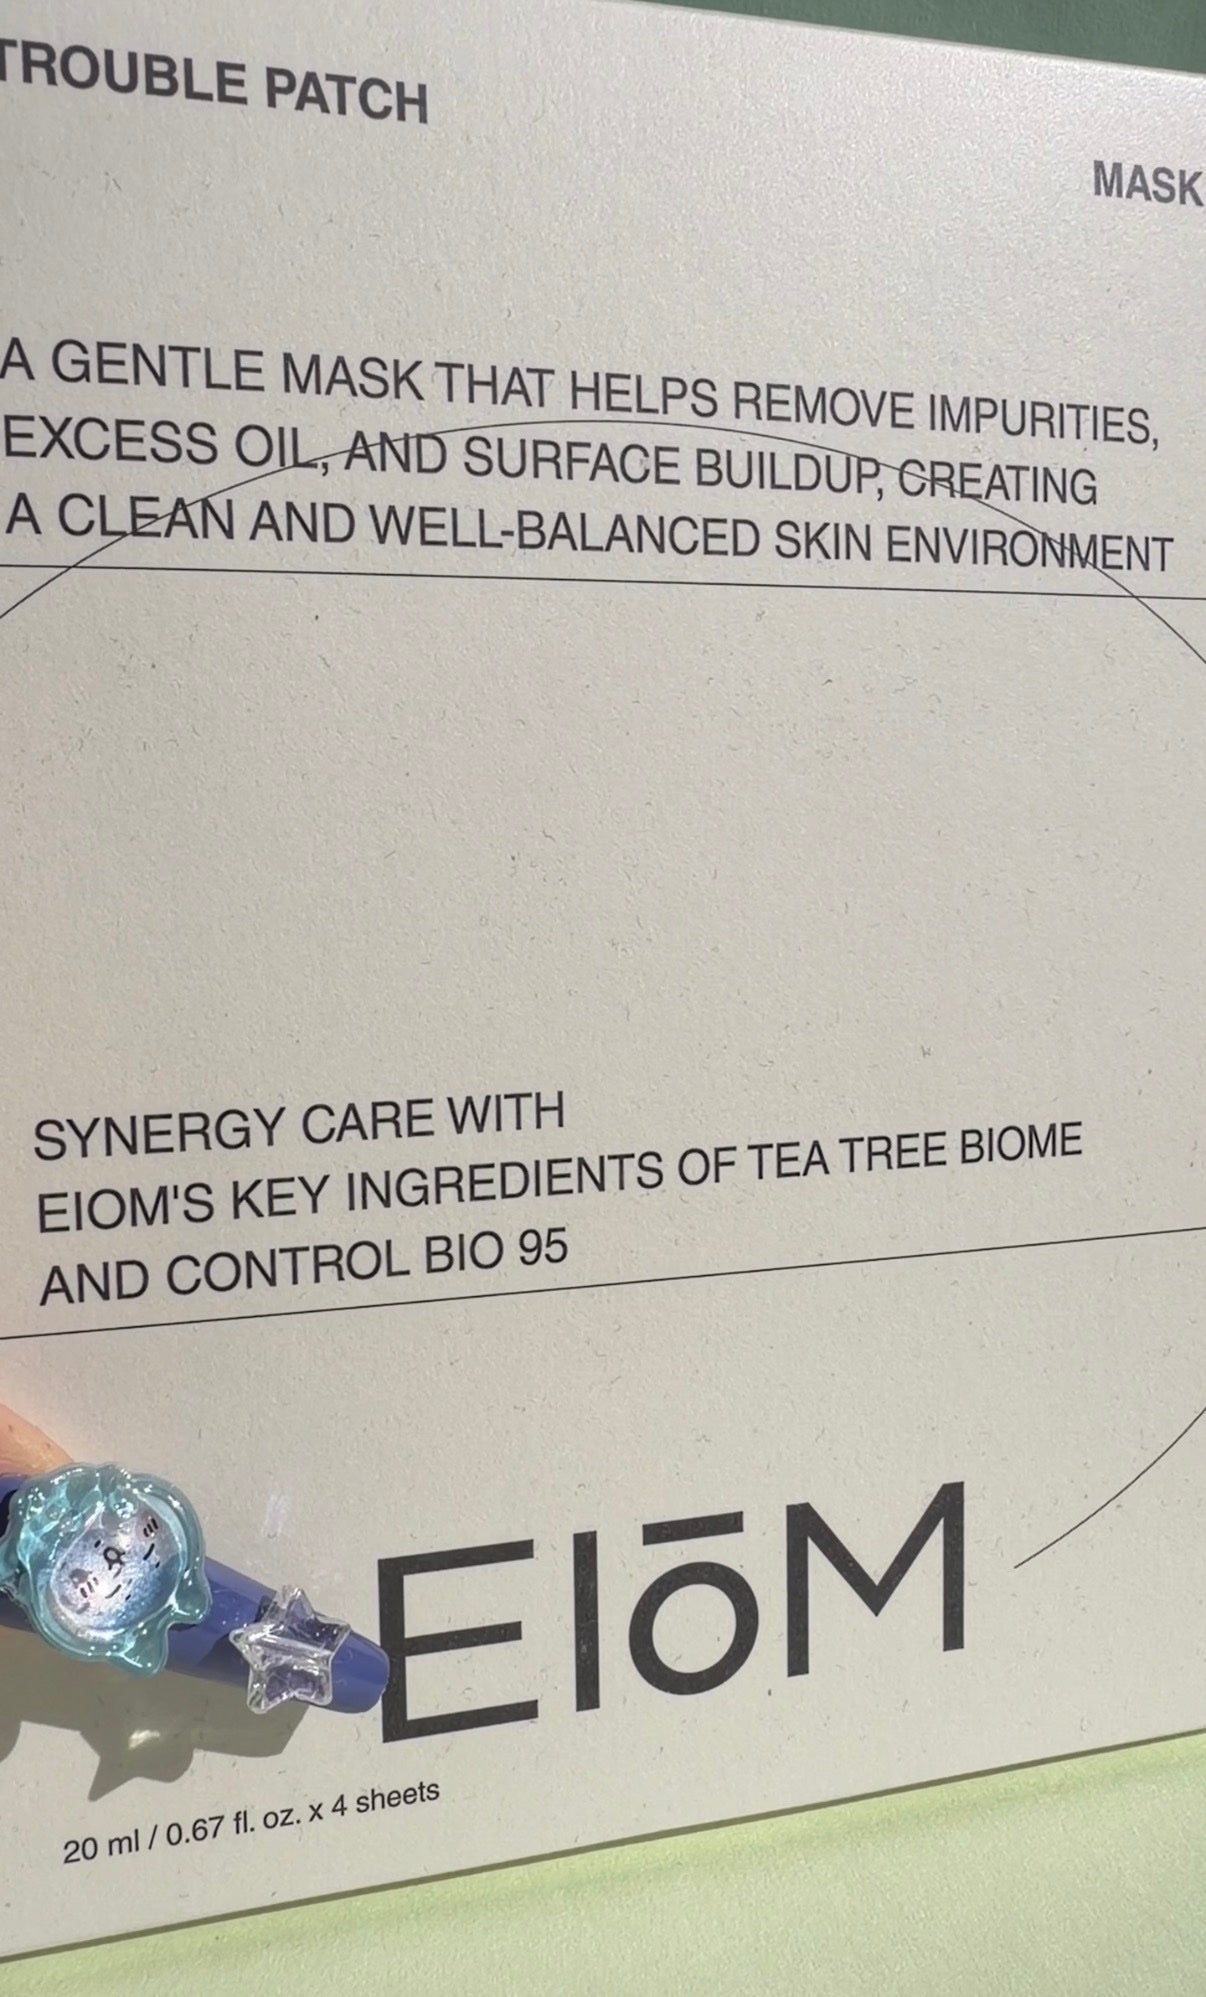 TROUBLE PATCH
MASK
A GENTLE MASK THAT HELPS REMOVE IMPURITIES,
EXCESS OIL, AND SURFACE BUILDUP, CREATING
A CLEAN AND WELL-BALANCED SKIN ENVIRONMENT
SYNERGY CARE WITH
EIOM'S KEY INGREDIENTS OF TEA TREE BIOME
AND CONTROL BIO 95
EIōM
20 ml / 0.67 fl. oz. x 4 sheets